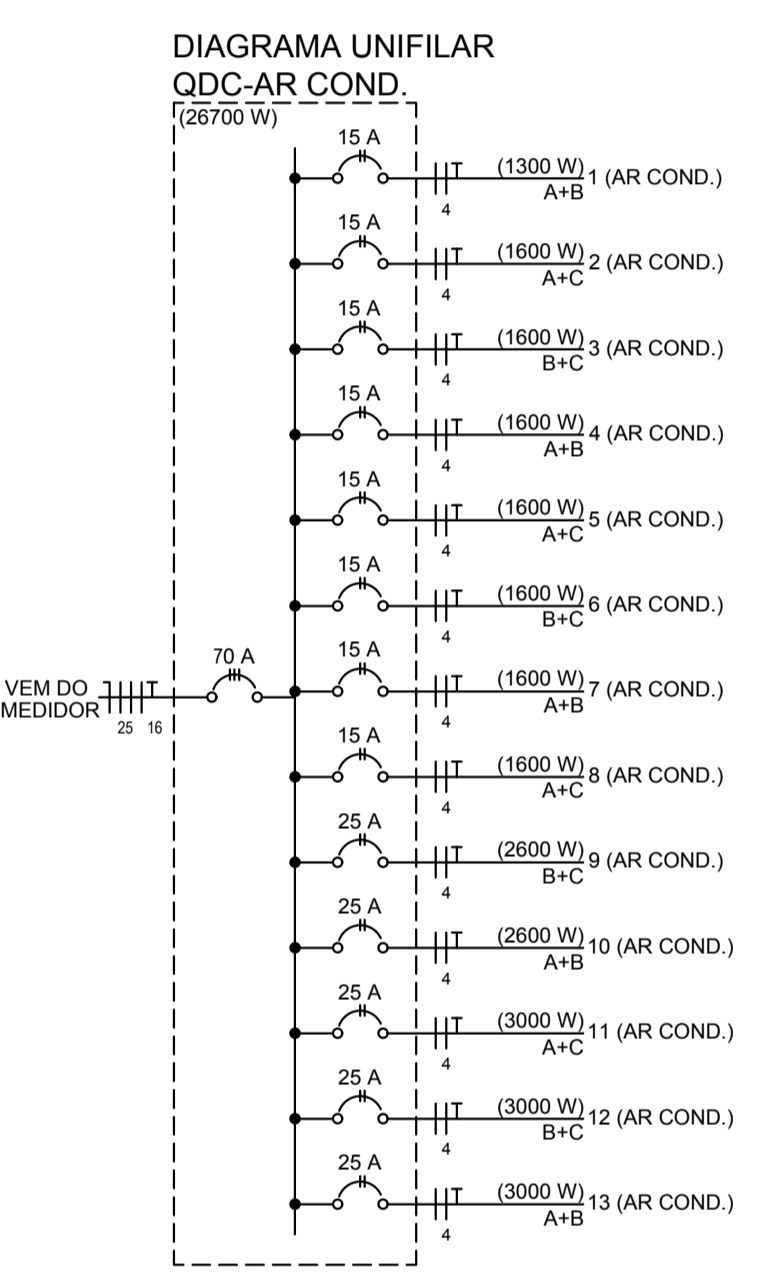 DIAGRAMA UNIFILAR
QDC-AR COND.
(26700 W)
15 A
(1300 W)
1 (AR COND.)
A+B
4
15 A
(1600 W)
2 (AR COND.)
A+C
4
15 A
(1600 W)
3 (AR COND.)
B+C
4
15 A
(1600 W)
4 (AR COND.)
A+B
4
15 A
(1600 W)
5 (AR COND.)
A+C
4
15 A
(1600 W)
6 (AR COND.)
B+C
4
70 A
VEM DO
MEDIDOR
25 16
15 A
(1600 W)
7 (AR COND.)
A+B
4
15 A
(1600 W)
8 (AR COND.)
A+C
4
25 A
(2600 W)
9 (AR COND.)
B+C
4
25 A
(2600 W)
10 (AR COND.)
A+B
4
25 A
(3000 W)
11 (AR COND.)
A+C
4
25 A
(3000 W)
12 (AR COND.)
B+C
4
25 A
(3000 W)
13 (AR COND.)
A+B
4